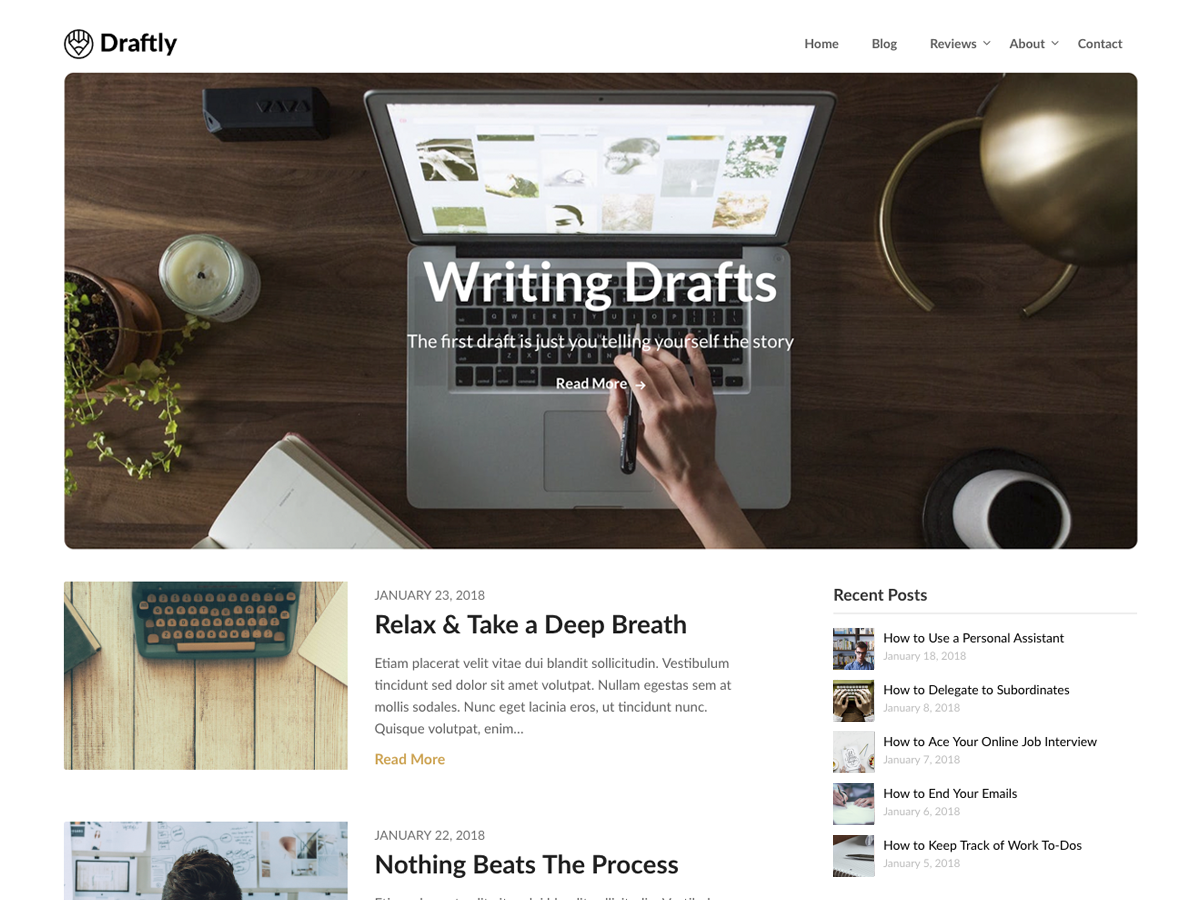 Draftly
Home Blog Reviews About Contact
Writing Drafts
The first draft is just you telling yourself the story
Read More →
JANUARY 23, 2018
Relax & Take a Deep Breath
Etiam placerat velit vitae dui blandit sollicitudin. Vestibulum
tincidunt sed dolor sit amet volutpat. Nullam egestas sem at
mollis sodales. Nunc eget lacinia eros, ut tincidunt nunc.
Quisque volutpat, enim...
Read More
JANUARY 22, 2018
Nothing Beats The Process
Recent Posts
How to Use a Personal Assistant
January 18, 2018
How to Delegate to Subordinates
January 8, 2018
How to Ace Your Online Job Interview
January 7, 2018
How to End Your Emails
January 6, 2018
How to Keep Track of Work To-Dos
January 5, 2018